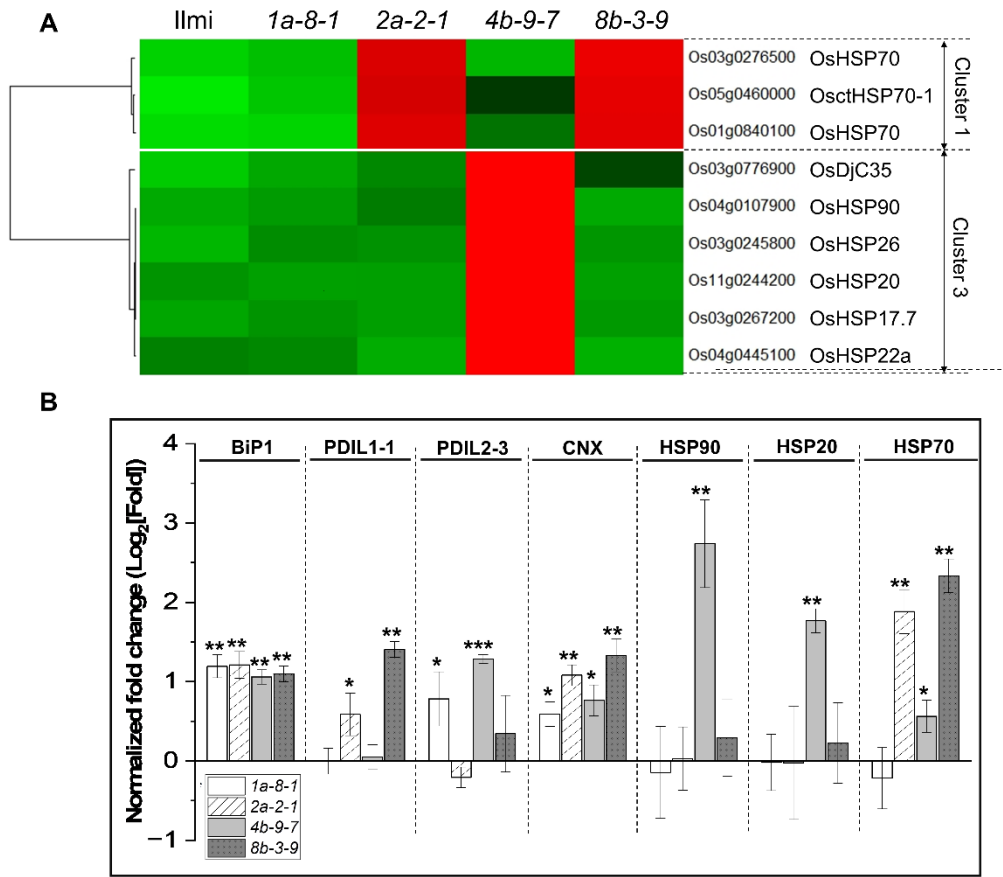 A
Ilmi 1a-8-1 2a-2-1 4b-9-7 8b-3-9
Os03g0276500 OsHSP70
Os05g0460000 OsctHSP70-1
Os01g0840100 OsHSP70
Cluster 1
Os03g0776900 OsDjC35
Os04g0107900 OsHSP90
Os03g0245800 OsHSP26
Os11g0244200 OsHSP20
Os03g0267200 OsHSP17.7
Os04g0445100 OsHSP22a
Cluster 3
B
BiP1 PDIL1-1 PDIL2-3 CNX HSP90 HSP20 HSP70
Normalized fold change (Log2[Fold])
4
3
2
1
0
−1
** ** ** **
* **
* ***
* ** * **
**
**
** * **
1a-8-1
2a-2-1
4b-9-7
8b-3-9